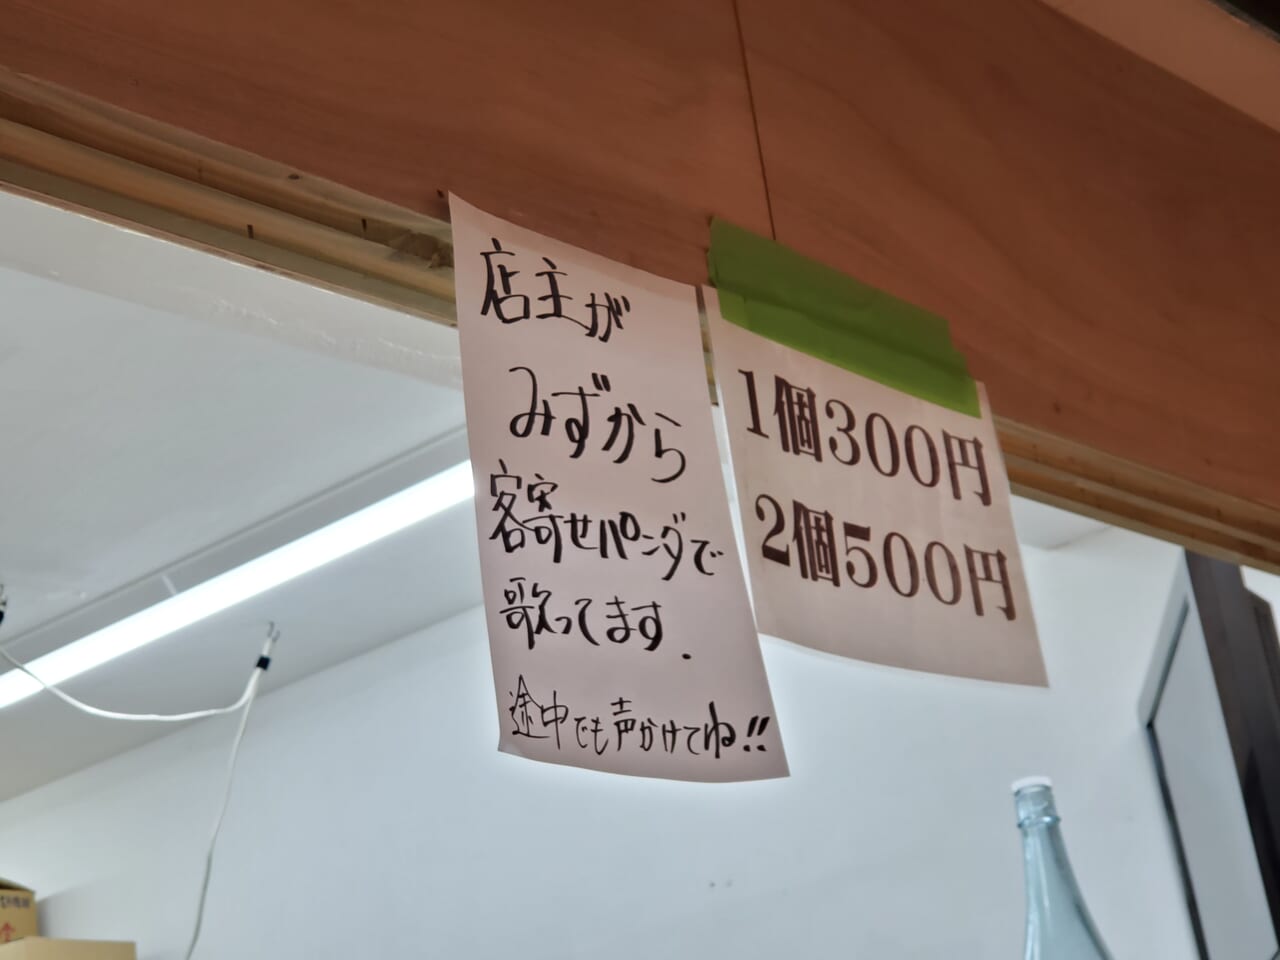 店主が
みずから
客寄せパンダで
歌ってます.
途中でも声かけてね!!
1個300円
2個500円